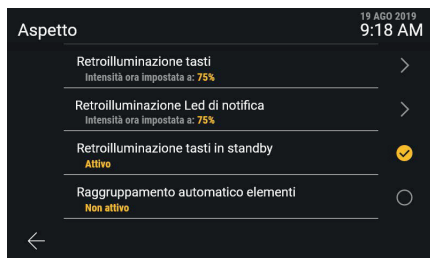 Aspetto
19 AGO 2019
9:18 AM
Retroilluminazione tasti
Intensità ora impostata a: 75%
Retroilluminazione Led di notifica
Intensità ora impostata a: 75%
Retroilluminazione tasti in standby
Attivo
Raggruppamento automatico elementi
Non attivo